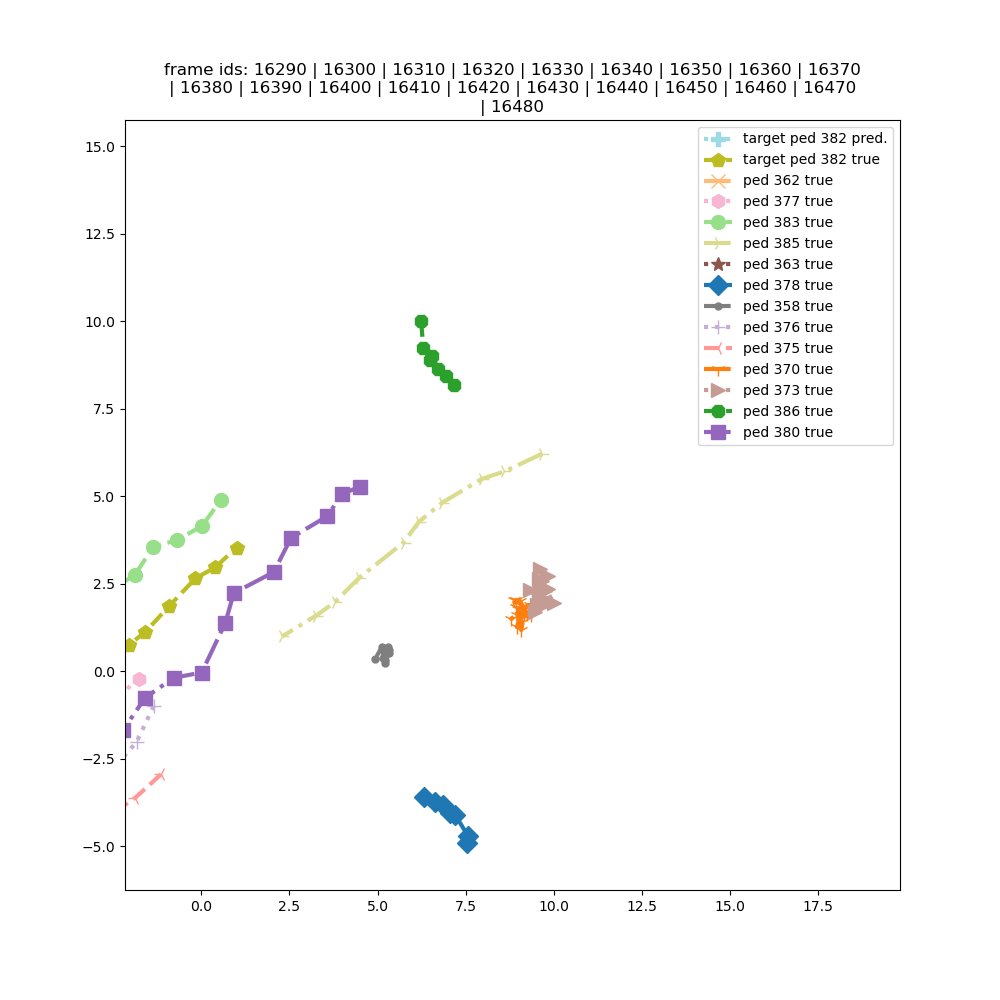 frame ids: 16290 | 16300 | 16310 | 16320 | 16330 | 16340 | 16350 | 16360 | 16370
| 16380 | 16390 | 16400 | 16410 | 16420 | 16430 | 16440 | 16450 | 16460 | 16470
| 16480
target ped 382 pred.
target ped 382 true
ped 362 true
ped 377 true
ped 383 true
ped 385 true
ped 363 true
ped 378 true
ped 358 true
ped 376 true
ped 375 true
ped 370 true
ped 373 true
ped 386 true
ped 380 true
15.0
12.5
10.0
7.5
5.0
2.5
0.0
−2.5
−5.0
0.0 2.5 5.0 7.5 10.0 12.5 15.0 17.5